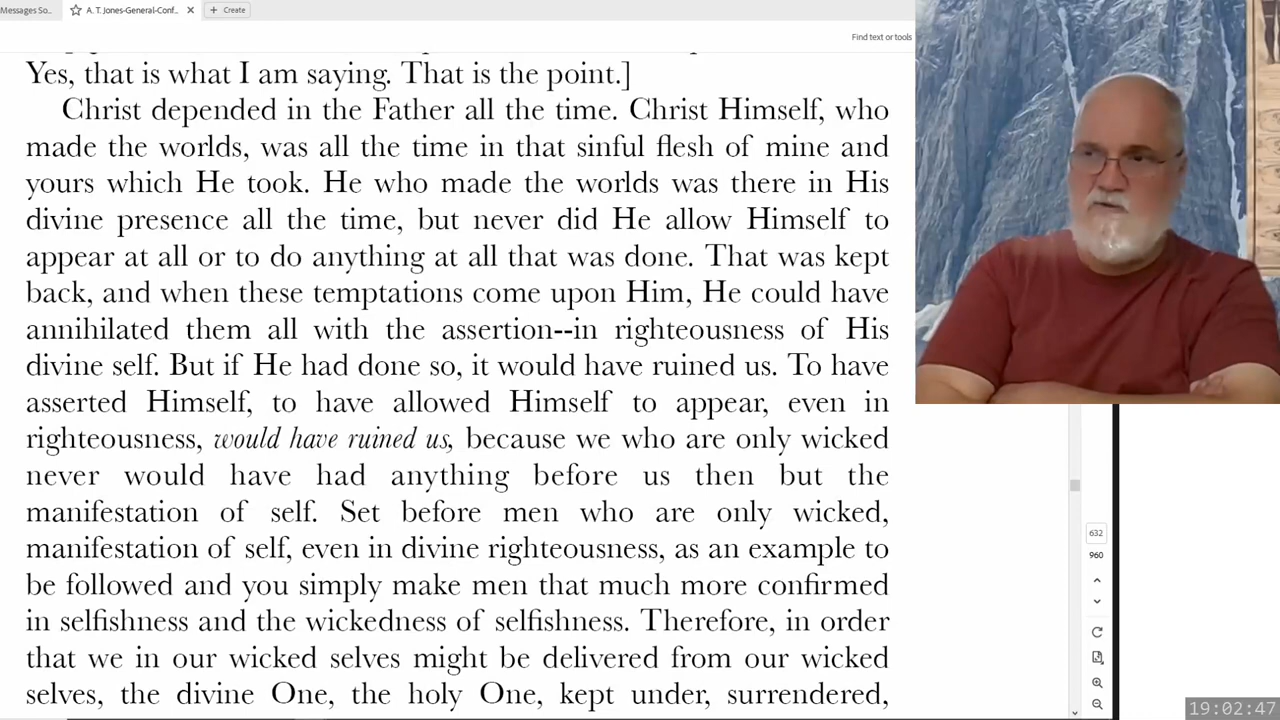 Messages So..
A. T. Jones-General-Conf..
Create
Find text or tools
Yes, that is what I am saying. That is the point.]
Christ depended in the Father all the time. Christ Himself, who
made the worlds, was all the time in that sinful flesh of mine and
yours which He took. He who made the worlds was there in His
divine presence all the time, but never did He allow Himself to
appear at all or to do anything at all that was done. That was kept
back, and when these temptations come upon Him, He could have
annihilated them all with the assertion--in righteousness of His
divine self. But if He had done so, it would have ruined us. To have
asserted Himself, to have allowed Himself to appear, even in
righteousness, would have ruined us, because we who are only wicked
never would have had anything before us then but the
manifestation of self. Set before men who are only wicked,
manifestation of self, even in divine righteousness, as an example to
be followed and you simply make men that much more confirmed
in selfishness and the wickedness of selfishness. Therefore, in order
that we in our wicked selves might be delivered from our wicked
selves, the divine One, the holy One, kept under, surrendered,
632
960
19:02:47